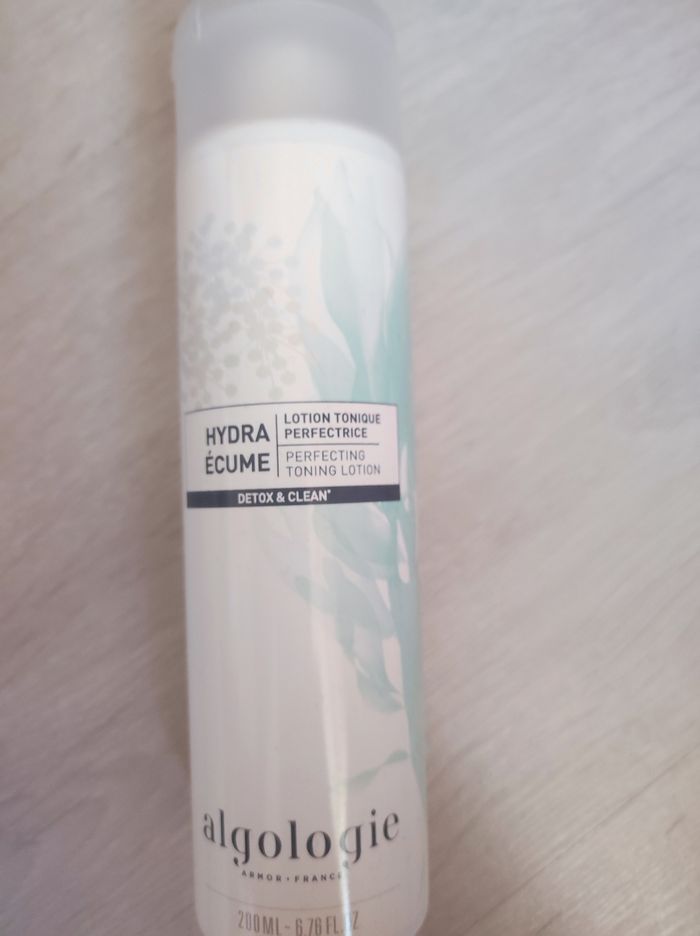 HYDRA
ÉCUME
LOTION TONIQUE
PERFECTRICE
PERFECTING
TONING LOTION
DETOX & CLEAN*
algologie
ARMOR • FRANCE
200ML - 6.76 FL.OZ